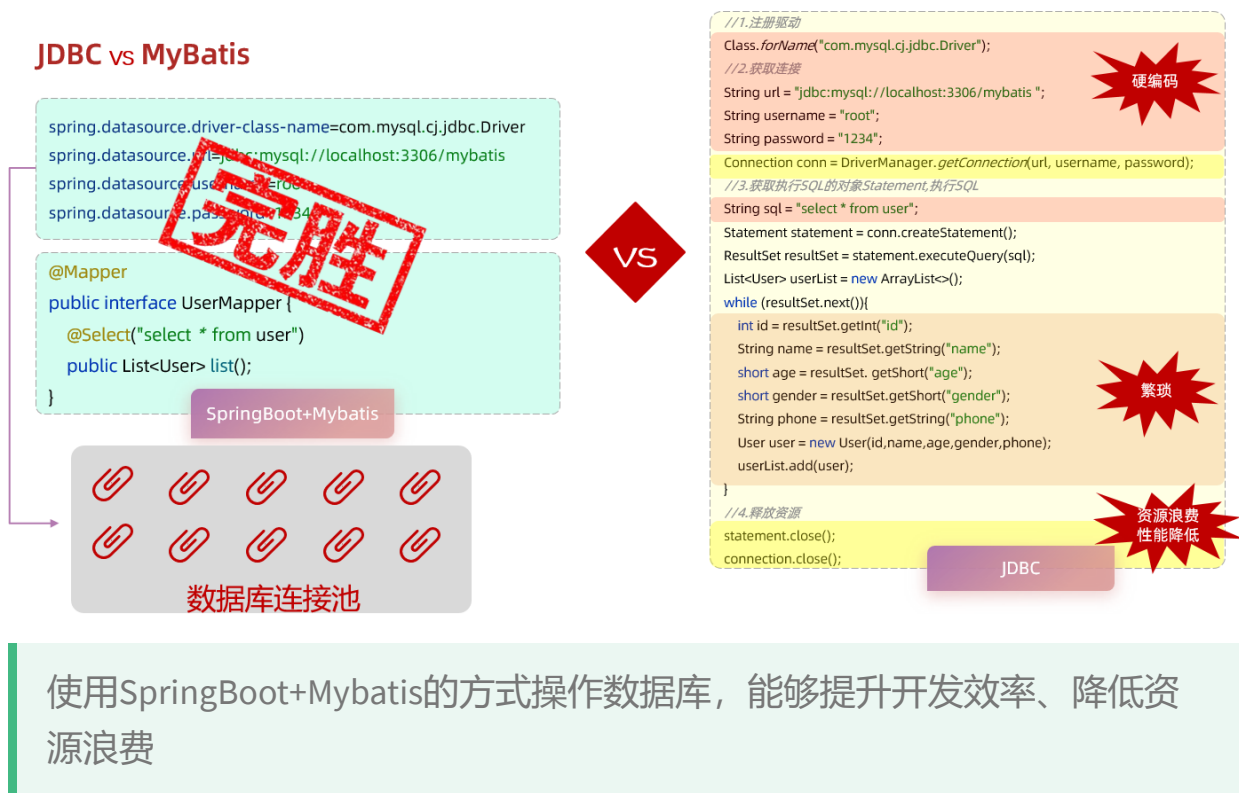 JDBC vs MyBatis
spring.datasource.driver-class-name=com.mysql.cj.jdbc.Driver
spring.datasource.url=jdbc:mysql://localhost:3306/mybatis
spring.datasource.username=root
spring.datasource.password=1234
完胜
@Mapper
public interface UserMapper {
@Select("select * from user")
public List<User> list();
}
SpringBoot+Mybatis
数据库连接池
VS
//1.注册驱动
Class.forName("com.mysql.cj.jdbc.Driver");
//2.获取连接
String url = "jdbc:mysql://localhost:3306/mybatis ";
String username = "root";
String password = "1234";
硬编码
Connection conn = DriverManager.getConnection(url, username, password);
//3.获取执行SQL的对象Statement,执行SQL
String sql = "select * from user";
Statement statement = conn.createStatement();
ResultSet resultSet = statement.executeQuery(sql);
List<User> userList = new ArrayList<>();
while (resultSet.next()){
int id = resultSet.getInt("id");
String name = resultSet.getString("name");
short age = resultSet. getShort("age");
short gender = resultSet.getShort("gender");
String phone = resultSet.getString("phone");
User user = new User(id,name,age,gender,phone);
userList.add(user);
繁琐
}
//4.释放资源
statement.close();
connection.close();
资源浪费
性能降低
JDBC
使用SpringBoot+Mybatis的方式操作数据库，能够提升开发效率、降低资
源浪费